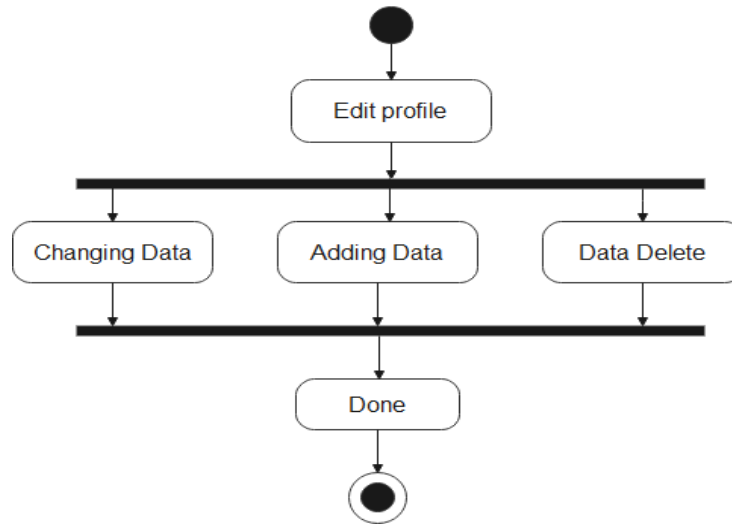 Edit profile
Changing Data
Adding Data
Data Delete
Done